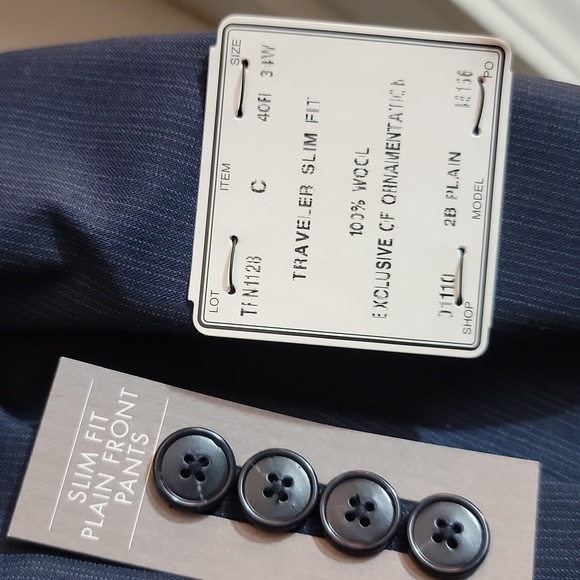 LOT ITEM SIZE
TFN1128 C 40R 34W
TRAVELER SLIM FIT
100% WOOL
EXCLUSIVE OF ORNAMENTATION
01110 2B PLAIN
SHOP MODEL PO
SLIM FIT
PLAIN FRONT
PANTS